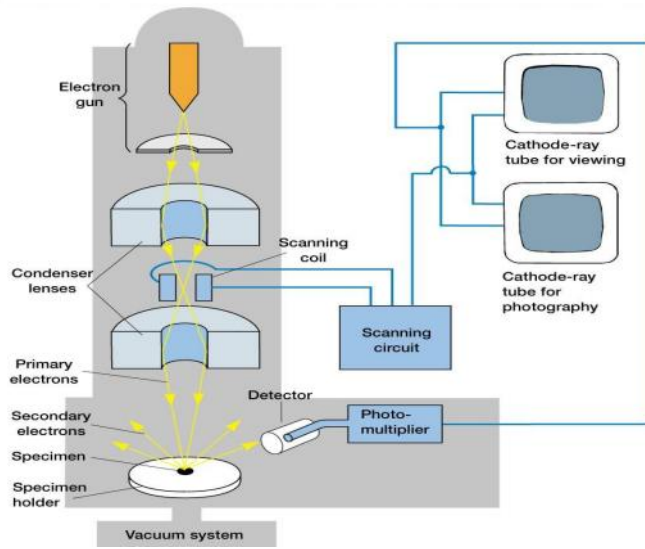 Electron
gun
Cathode-ray
tube for viewing
Scanning
coil
Condenser
lenses
Cathode-ray
tube for
photography
Scanning
circuit
Primary
electrons
Detector
Photo-
multiplier
Secondary
electrons
Specimen
Specimen
holder
Vacuum system